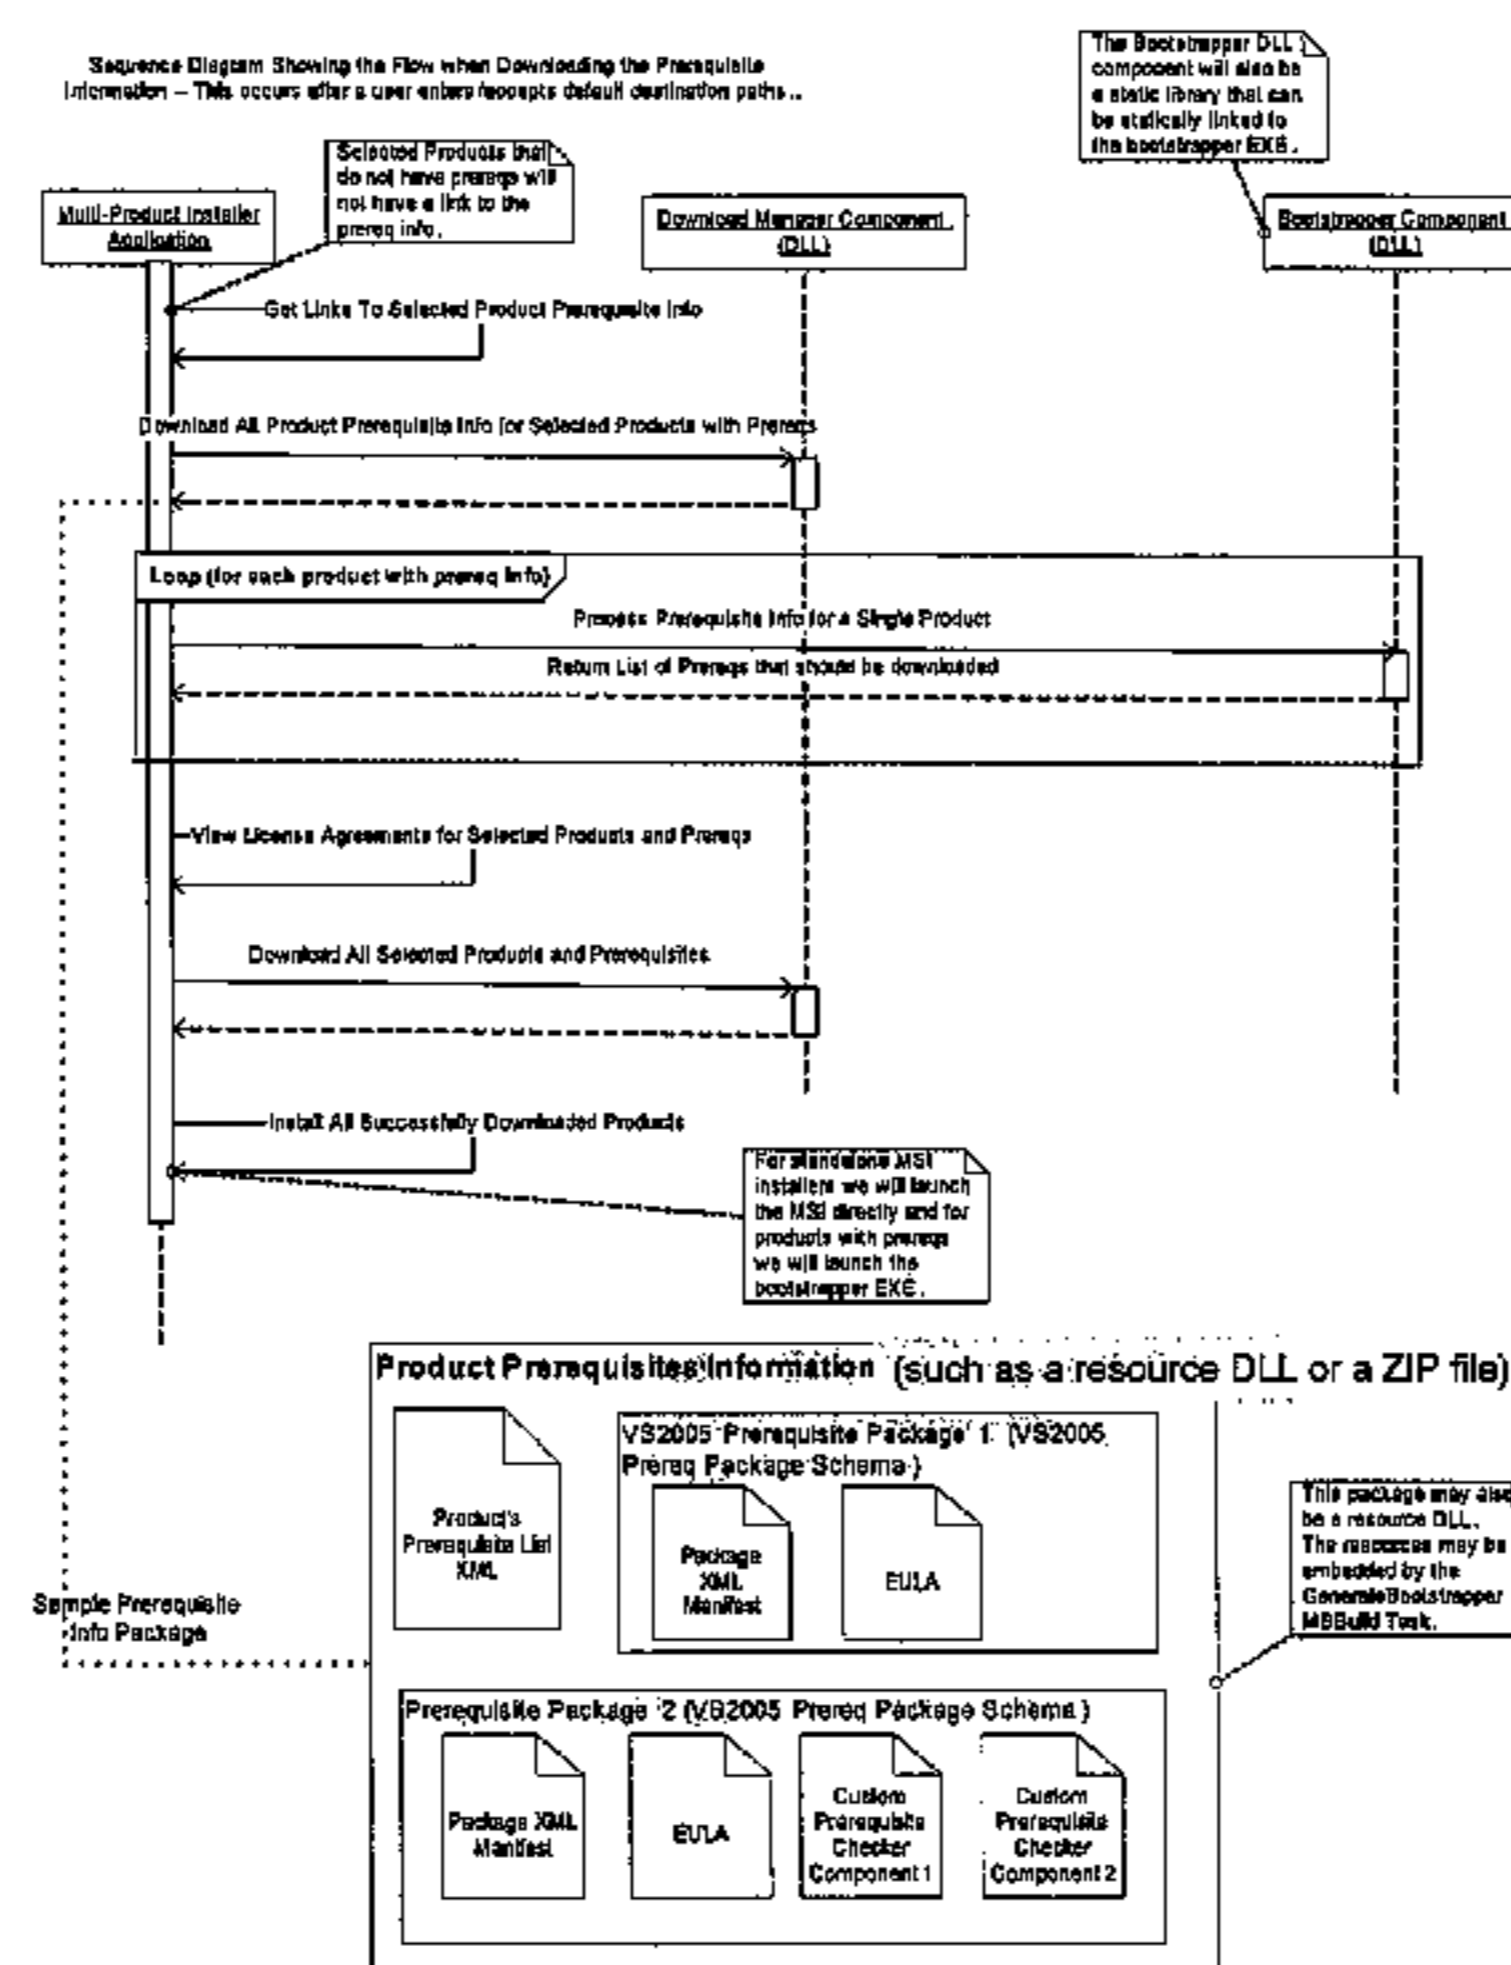 Sequence Diagram Showing the Flow when Downloading the Prerequisite
Information – This occurs after a user enters/accepts default destination paths..
The Bootstrapper DLL
component will also be
a static library that can
be statically linked to
the bootstrapper EXE.
Selected Products that
do not have prereqs will
not have a link to the
prereq info.
Multi-Product Installer
Application
Download Manager Component
(DLL)
Bootstrapper Component
(DLL)
Get Links To Selected Product Prerequisite Info
Download All Product Prerequisite Info for Selected Products with Prereqs
Loop (for each product with prereq info)
Process Prerequisite Info for a Single Product
Return List of Prereqs that should be downloaded
View License Agreements for Selected Products and Prereqs
Download All Selected Products and Prerequisites
Install All Successfully Downloaded Products
For standalone MSI
installers we will launch
the MSI directly and for
products with prereqs
we will launch the
bootstrapper EXE.
Product Prerequisites Information (such as a resource DLL or a ZIP file)
VS2005 Prerequisite Package 1 (VS2005
Prereq Package Schema)
Product's
Prerequisite List
XML
Package
XML
Manifest
EULA
This package may also
be a resource DLL.
The resources may be
embedded by the
GenerateBootstrapper
MSBuild Task.
Sample Prerequisite
Info Package
Prerequisite Package 2 (VS2005 Prereq Package Schema)
Package XML
Manifest
EULA
Custom
Prerequisite
Checker
Component 1
Custom
Prerequisite
Checker
Component 2